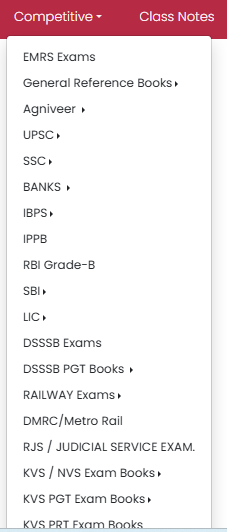 Competitive Class Notes
EMRS Exams
General Reference Books
Agniveer
UPSC
SSC
BANKS
IBPS
IPPB
RBI Grade-B
SBI
LIC
DSSSB Exams
DSSSB PGT Books
RAILWAY Exams
DMRC/Metro Rail
RJS / JUDICIAL SERVICE EXAM.
KVS / NVS Exam Books
KVS PGT Exam Books
KVS PRT Exam Books